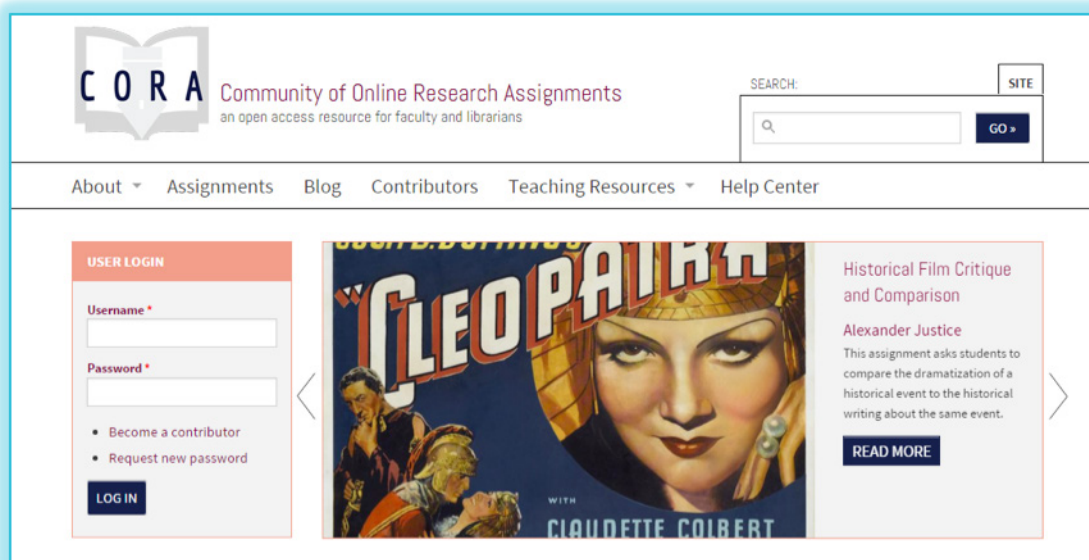 CORA
Community of Online Research Assignments
an open access resource for faculty and librarians
SEARCH:
SITE
GO »
About
Assignments
Blog
Contributors
Teaching Resources
Help Center
USER LOGIN
Username *
Password *
Become a contributor
Request new password
LOG IN
"CLEOPATRA
WITH
CLAUDETTE COLBERT
Historical Film Critique
and Comparison
Alexander Justice
This assignment asks students to
compare the dramatization of a
historical event to the historical
writing about the same event.
READ MORE